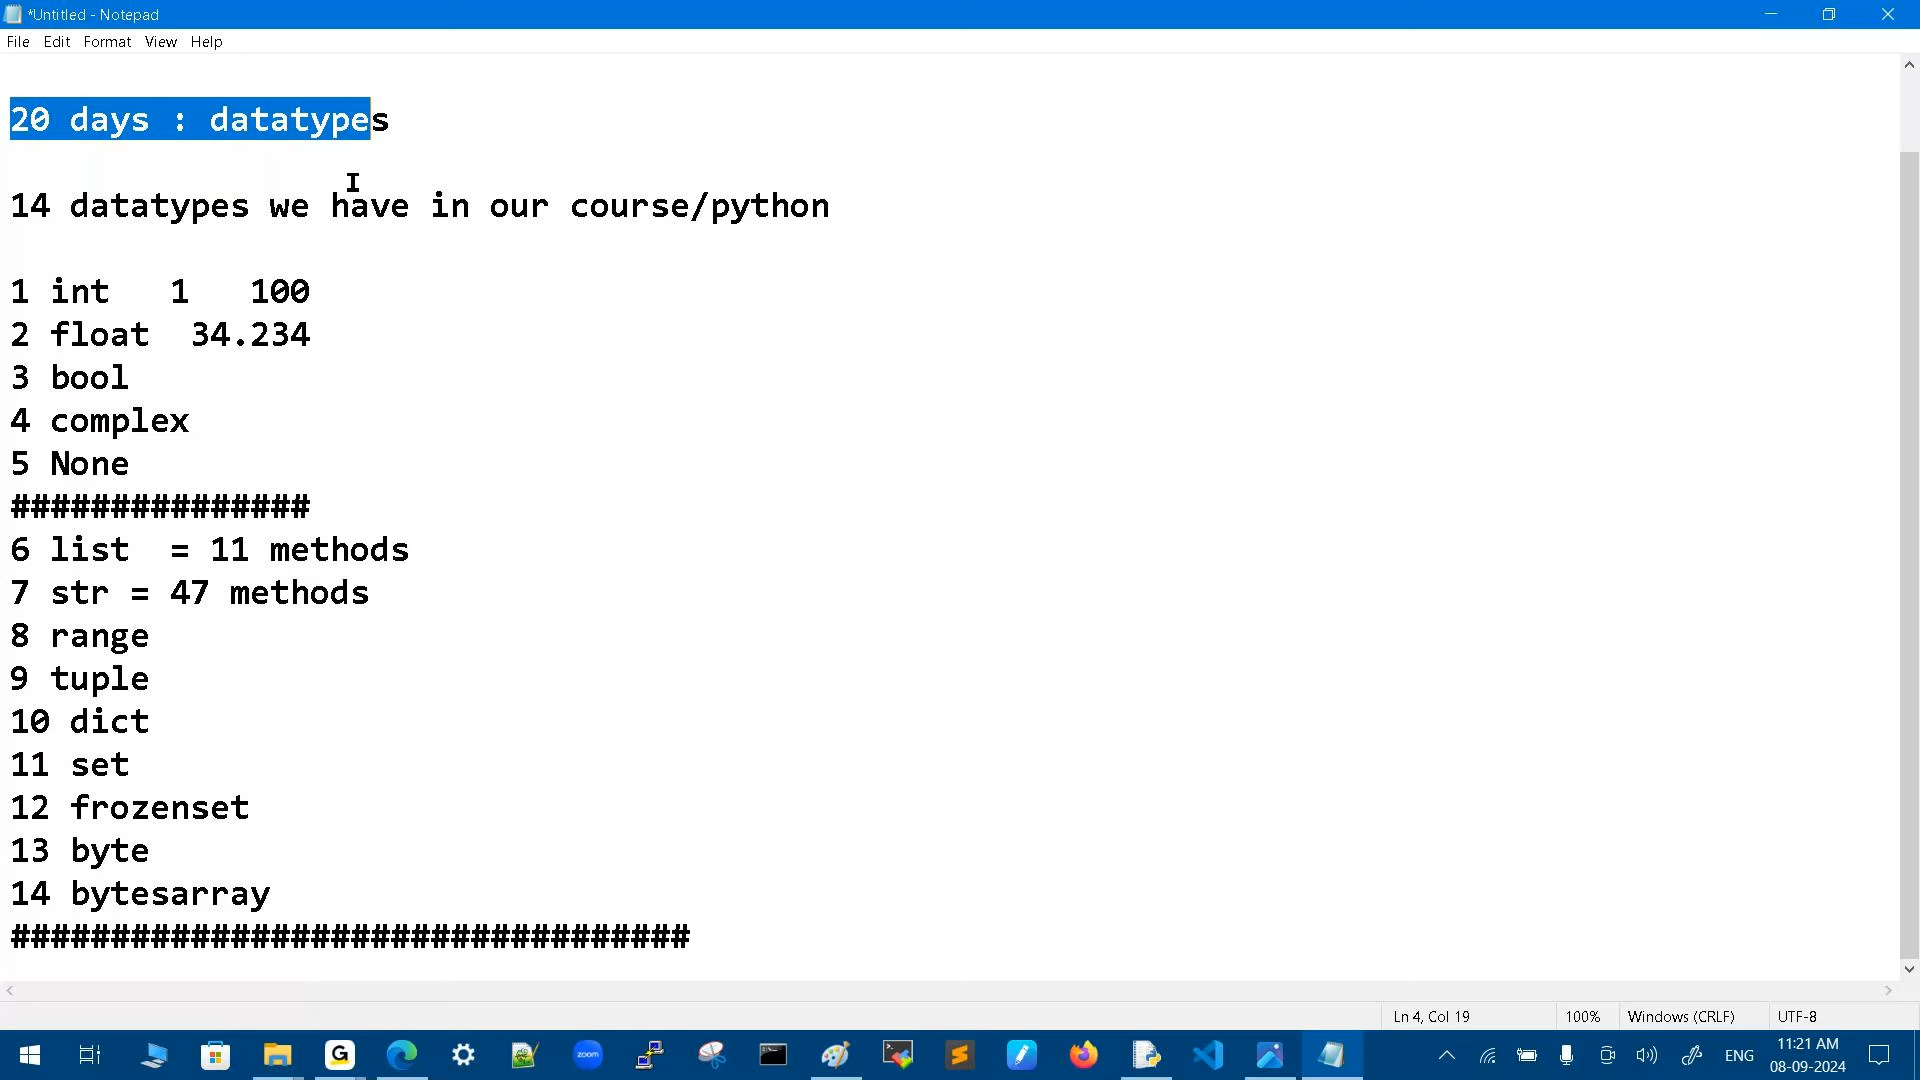 *Untitled - Notepad
File Edit Format View Help
20 days : datatypes
14 datatypes we have in our course/python
1 int 1 100
2 float 34.234
3 bool
4 complex
5 None
###############
6 list = 11 methods
7 str = 47 methods
8 range
9 tuple
10 dict
11 set
12 frozenset
13 byte
14 bytesarray
##################################
Ln 4, Col 19 100% Windows (CRLF) UTF-8
G zoom ENG 11:21 AM
08-09-2024